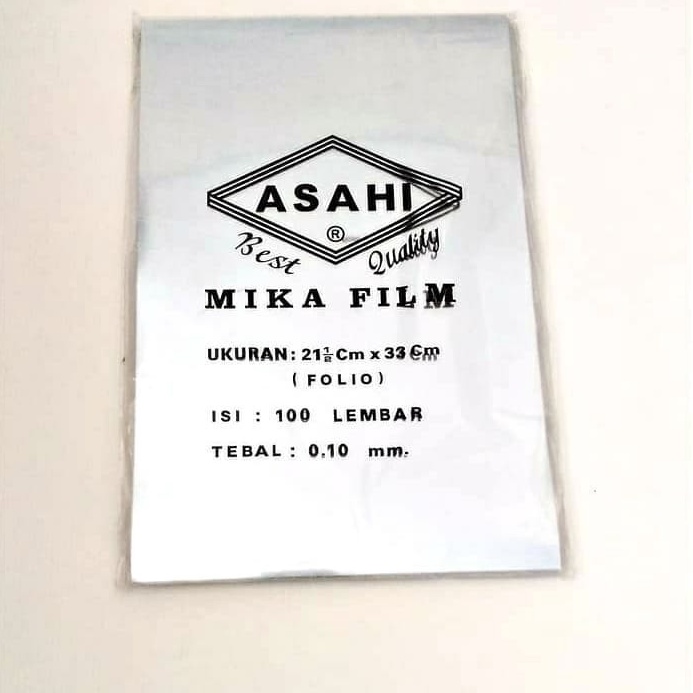 ASAHI
®
Best Quality
MIKA FILM
UKURAN: 21½ Cm x 33 Cm
( FOLIO )
ISI : 100 LEMBAR
TEBAL : 0,10 mm.